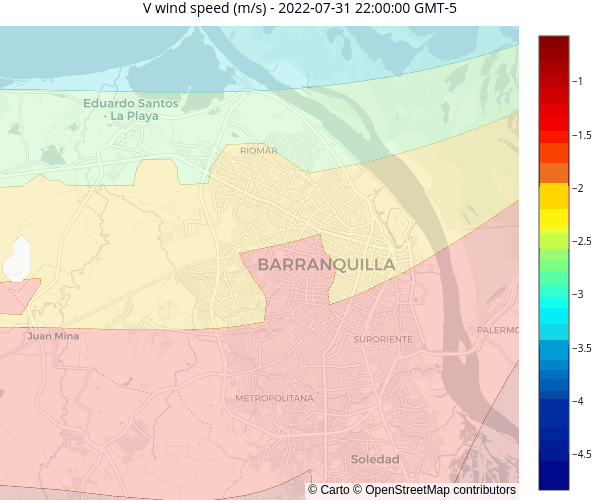 V wind speed (m/s) - 2022-07-31 22:00:00 GMT-5
Eduardo Santos
- La Playa
RIOMAR
BARRANQUILLA
Juan Mina
SURORIENTE
PALERMO
METROPOLITANA
Soledad
© Carto © OpenStreetMap contributors
−1
−1.5
−2
−2.5
−3
−3.5
−4
−4.5